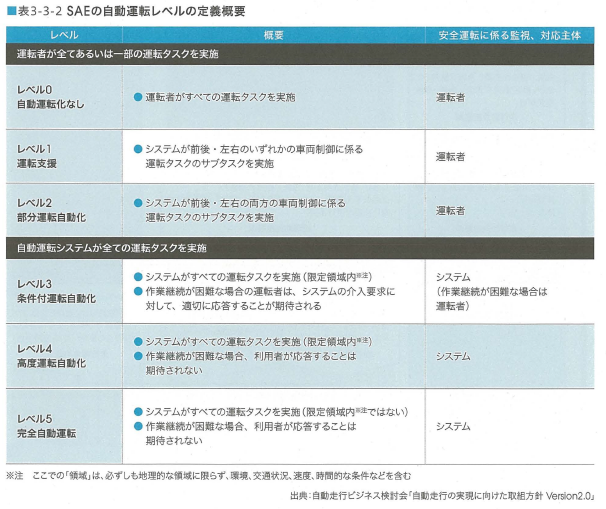 ■表3-3-2 SAEの自動運転レベルの定義概要
レベル 概要 安全運転に係る監視、対応主体
運転者が全てあるいは一部の運転タスクを実施
レベル0
自動運転化なし
●運転者がすべての運転タスクを実施
運転者
レベル1
運転支援
●システムが前後・左右のいずれかの車両制御に係る
運転タスクのサブタスクを実施
運転者
レベル2
部分運転自動化
●システムが前後・左右の両方の車両制御に係る
運転タスクのサブタスクを実施
運転者
自動運転システムが全ての運転タスクを実施
レベル3
条件付運転自動化
●システムがすべての運転タスクを実施(限定領域内※注)
●作業継続が困難な場合の運転者は、システムの介入要求に
対して、適切に応答することが期待される
システム
(作業継続が困難な場合は
運転者)
レベル4
高度運転自動化
●システムがすべての運転タスクを実施(限定領域内※注)
●作業継続が困難な場合、利用者が応答することは
期待されない
システム
レベル5
完全自動運転
●システムがすべての運転タスクを実施(限定領域内※注ではない)
●作業継続が困難な場合、利用者が応答することは
期待されない
システム
※注 ここでの「領域」は、必ずしも地理的な領域に限らず、環境、交通状況、速度、時間的な条件などを含む
出典:自動走行ビジネス検討会「自動走行の実現に向けた取組方針 Version2.0」